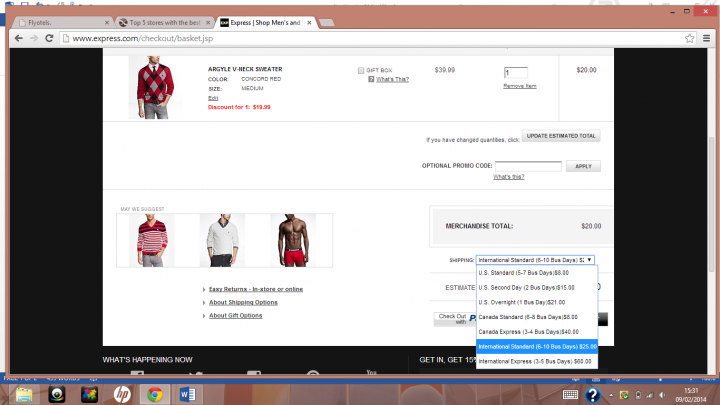 Flyotels.
Top 5 stores with the best
EXP Express | Shop Men's and
www.express.com/checkout/basket.jsp
ARGYLE V-NECK SWEATER
COLOR: CONCORD RED
SIZE: MEDIUM
Edit
Discount for 1: $19.99
GIFT BOX
What's This?
$39.99
1
Remove Item
$20.00
If you have changed quantities, click: UPDATE ESTIMATED TOTAL
OPTIONAL PROMO CODE: APPLY
What's this?
MAY WE SUGGEST
MERCHANDISE TOTAL: $20.00
SHIPPING: International Standard (6-10 Bus Days) $2
U.S. Standard (5-7 Bus Days)$8.00
U.S. Second Day (2 Bus Days)$15.00
U.S. Overnight (1 Bus Day)$21.00
Canada Standard (6-8 Bus Days)$8.00
Canada Express (3-4 Bus Days)$40.00
International Standard (6-10 Bus Days) $25.00
International Express (3-5 Bus Days) $60.00
ESTIMATE
Check Out
with
Easy Returns - In-store or online
About Shipping Options
About Gift Options
WHAT'S HAPPENING NOW
GET IN, GET 15%
You
15:31
09/02/2014